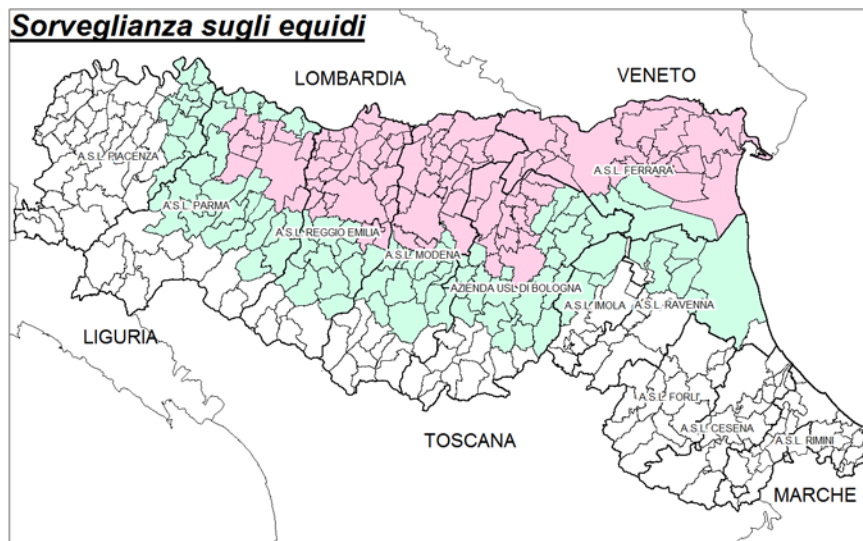 Sorveglianza sugli equidi
LOMBARDIA
VENETO
A.S.L. PIACENZA
A.S.L. FERRARA
A.S.L. PARMA
A.S.L. REGGIO EMILIA
A.S.L. MODENA
AZIENDA USL DI BOLOGNA
A.S.L. IMOLA
A.S.L. RAVENNA
LIGURIA
A.S.L. FORLI'
A.S.L. CESENA
TOSCANA
A.S.L. RIMINI
MARCHE